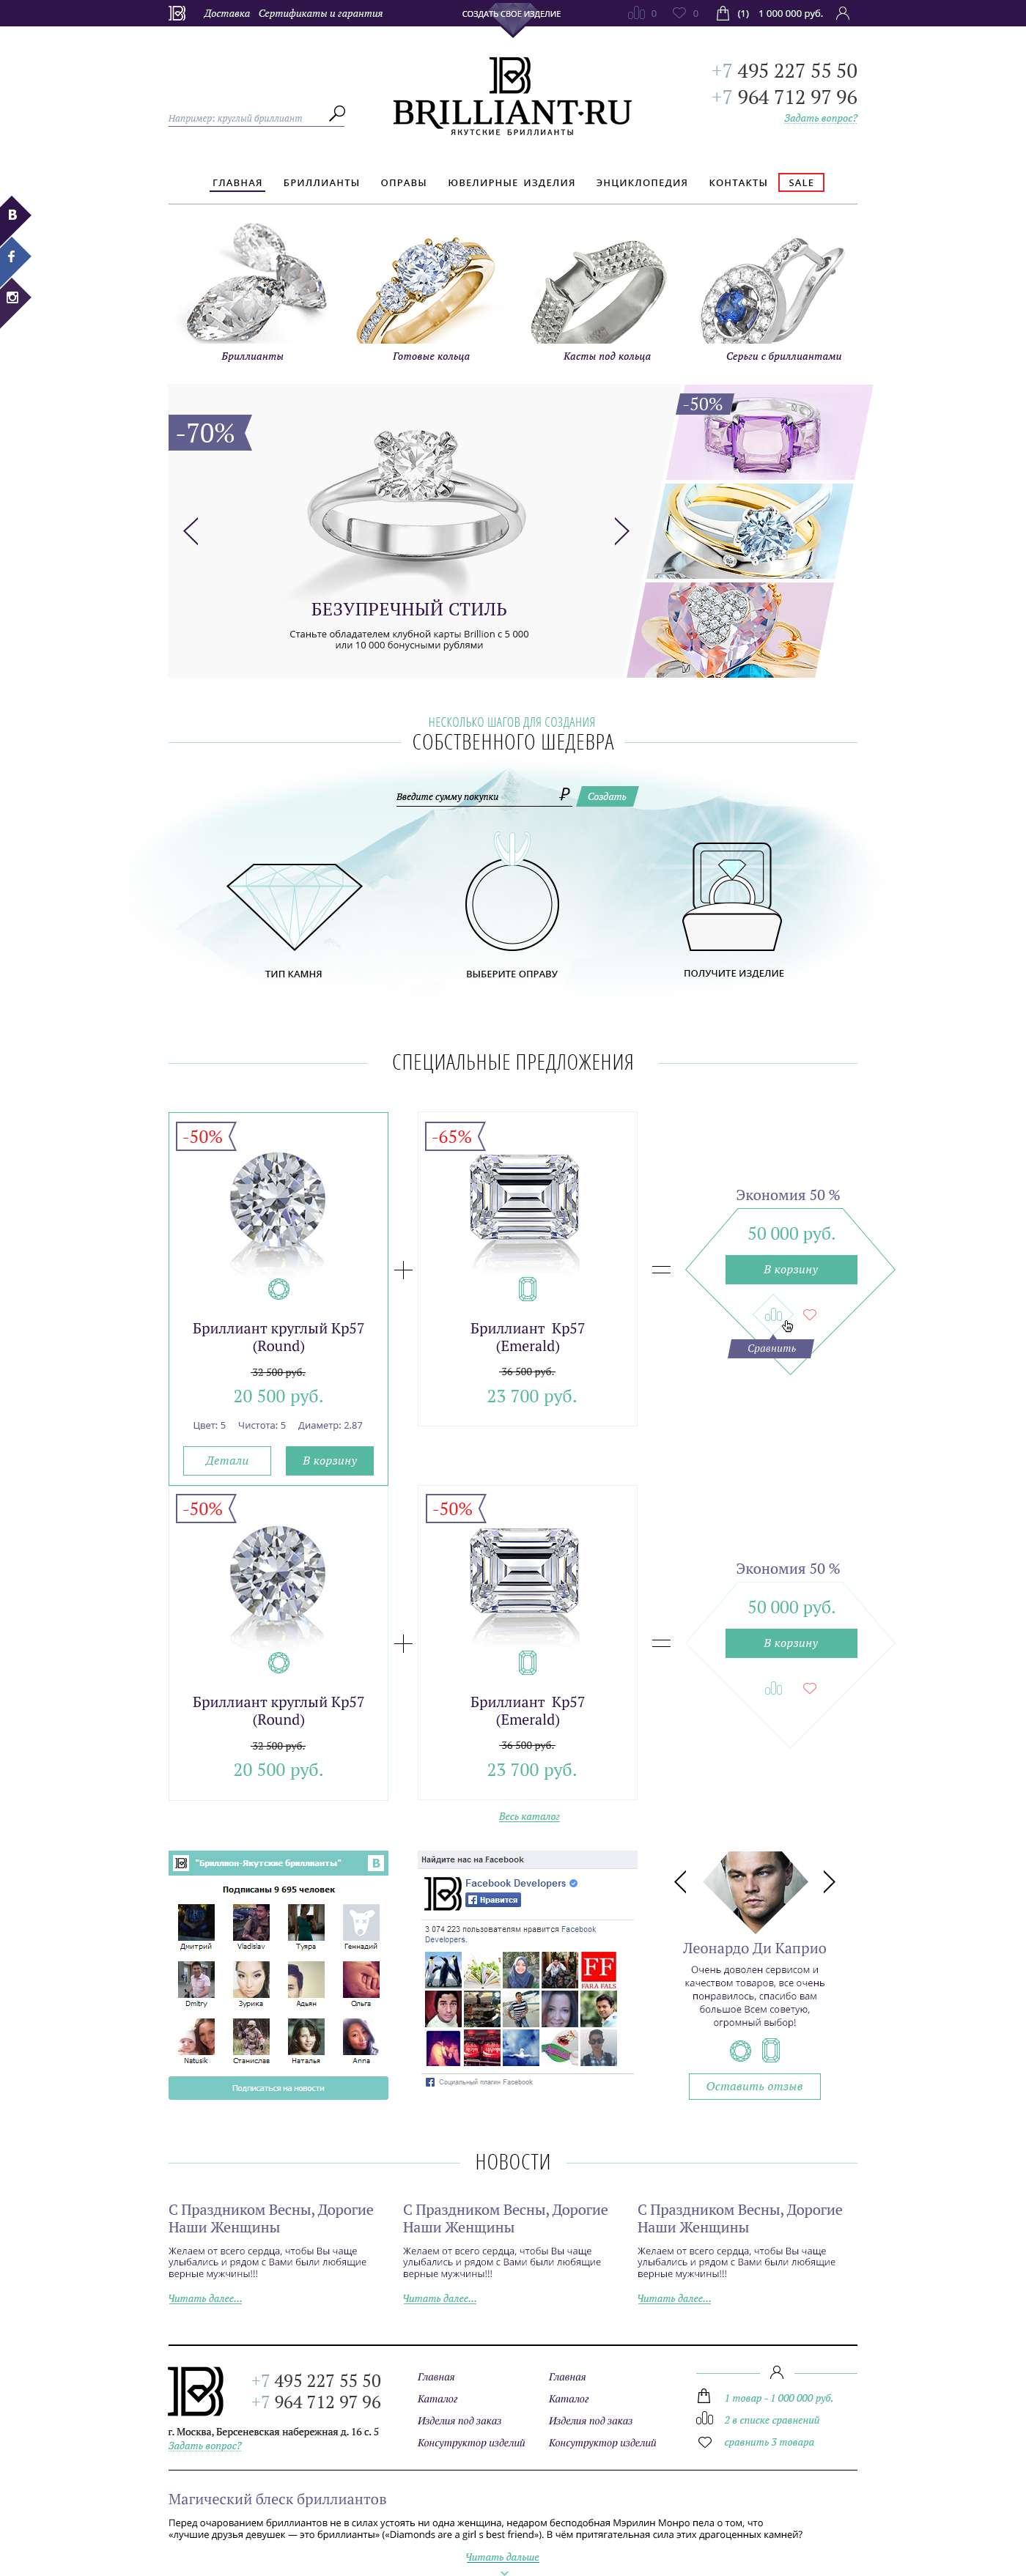 Доставка Сертификаты и гарантия СОЗДАТЬ СВОЕ ИЗДЕЛИЕ 0 0 (1) 1 000 000 руб.
+7 495 227 55 50
+7 964 712 97 96
Например: круглый бриллиант
BRILLIANT·RU
ЯКУТСКИЕ БРИЛЛИАНТЫ
Задать вопрос?
ГЛАВНАЯ БРИЛЛИАНТЫ ОПРАВЫ ЮВЕЛИРНЫЕ ИЗДЕЛИЯ ЭНЦИКЛОПЕДИЯ КОНТАКТЫ SALE
B
f
Бриллианты Готовые кольца Касты под кольца Серьги с бриллиантами
-70%
-50%
БЕЗУПРЕЧНЫЙ СТИЛЬ
Станьте обладателем клубной карты Brillion с 5 000
или 10 000 бонусными рублями
НЕСКОЛЬКО ШАГОВ ДЛЯ СОЗДАНИЯ
СОБСТВЕННОГО ШЕДЕВРА
Введите сумму покупки ₽ Создать
ТИП КАМНЯ ВЫБЕРИТЕ ОПРАВУ ПОЛУЧИТЕ ИЗДЕЛИЕ
СПЕЦИАЛЬНЫЕ ПРЕДЛОЖЕНИЯ
-50%
Бриллиант круглый Кр57
(Round)
32 500 руб.
20 500 руб.
Цвет: 5 Чистота: 5 Диаметр: 2.87
Детали В корзину
+
-65%
Бриллиант Кр57
(Emerald)
36 500 руб.
23 700 руб.
=
Экономия 50 %
50 000 руб.
В корзину
Сравнить
-50%
Бриллиант круглый Кр57
(Round)
32 500 руб.
20 500 руб.
+
-50%
Бриллиант Кр57
(Emerald)
36 500 руб.
23 700 руб.
=
Экономия 50 %
50 000 руб.
В корзину
Весь каталог
"Бриллион-Якутские бриллианты" B
Подписаны 9 695 человек
Дмитрий Vladislav Туяра Геннадий
Dmitry Зурика Адьян Ольга
Natusik Станислав Наталья Anna
Подписаться на новости
Найдите нас на Facebook
Facebook Developers
Нравится
3 074 223 пользователям нравится Facebook
Developers.
FF
FARA FALS
Социальный плагин Facebook
Леонардо Ди Каприо
Очень доволен сервисом и
качеством товаров, все очень
понравилось, спасибо вам
большое Всем советую,
огромный выбор!
Оставить отзыв
НОВОСТИ
С Праздником Весны, Дорогие
Наши Женщины
Желаем от всего сердца, чтобы Вы чаще
улыбались и рядом с Вами были любящие
верные мужчины!!!
Читать далее...
С Праздником Весны, Дорогие
Наши Женщины
Желаем от всего сердца, чтобы Вы чаще
улыбались и рядом с Вами были любящие
верные мужчины!!!
Читать далее...
С Праздником Весны, Дорогие
Наши Женщины
Желаем от всего сердца, чтобы Вы чаще
улыбались и рядом с Вами были любящие
верные мужчины!!!
Читать далее...
+7 495 227 55 50
+7 964 712 97 96
г. Москва, Берсеневская набережная д. 16 с. 5
Задать вопрос?
Главная
Каталог
Изделия под заказ
Консутруктор изделий
Главная
Каталог
Изделия под заказ
Консутруктор изделий
1 товар - 1 000 000 руб.
2 в списке сравнений
сравнить 3 товара
Магический блеск бриллиантов
Перед очарованием бриллиантов не в силах устоять ни одна женщина, недаром бесподобная Мэрилин Монро пела о том, что
«лучшие друзья девушек — это бриллианты» («Diamonds are a girl s best friend»). В чём притягательная сила этих драгоценных камней?
Читать дальше